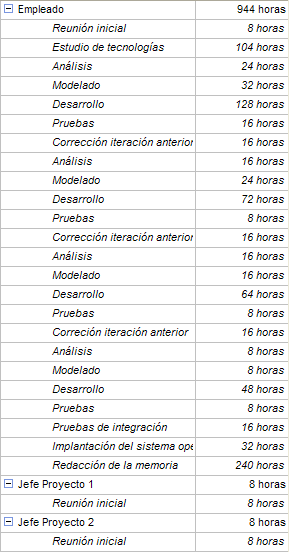 Empleado 944 horas
Reunión inicial 8 horas
Estudio de tecnologías 104 horas
Análisis 24 horas
Modelado 32 horas
Desarrollo 128 horas
Pruebas 16 horas
Corrección iteración anterior 16 horas
Análisis 16 horas
Modelado 24 horas
Desarrollo 72 horas
Pruebas 8 horas
Corrección iteración anterior 16 horas
Análisis 16 horas
Modelado 16 horas
Desarrollo 64 horas
Pruebas 8 horas
Correción iteración anterior 16 horas
Análisis 8 horas
Modelado 8 horas
Desarrollo 48 horas
Pruebas 8 horas
Pruebas de integración 16 horas
Implantación del sistema ope 32 horas
Redacción de la memoria 240 horas
Jefe Proyecto 1 8 horas
Reunión inicial 8 horas
Jefe Proyecto 2 8 horas
Reunión inicial 8 horas